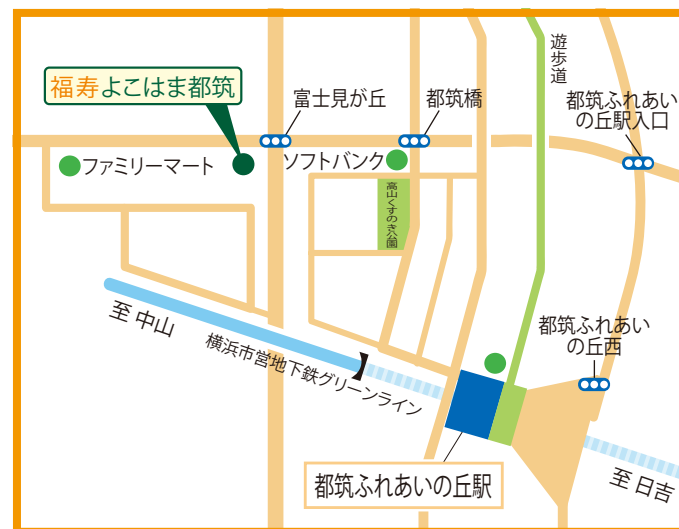 遊歩道
福寿よこはま都筑
富士見が丘
都筑橋
都筑ふれあい
の丘駅入口
ファミリーマート
ソフトバンク
高山くすのき公園
至 中山
横浜市営地下鉄グリーンライン
都筑ふれあい
の丘西
都筑ふれあいの丘駅
至 日吉